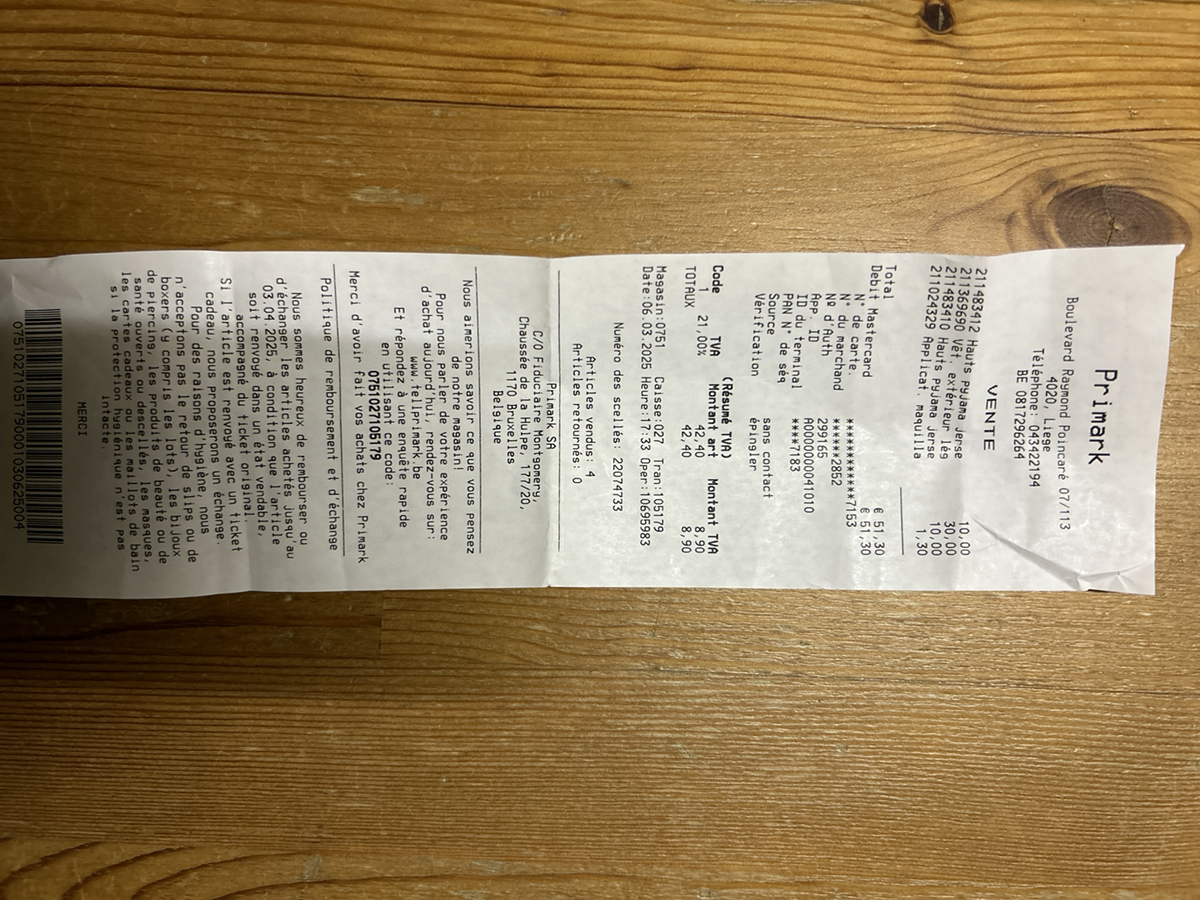 Primark
Boulevard Raymond Poincaré 07/113
4020, Liege
Téléphone: 043422194
BE 0817296264
VENTE
211483412 Hauts Pyjama Jerse 10,00
21136690 Vêt. extérieur lég 30,00
211483410 Hauts Pyjama Jerse 10,00
211024329 Applicat. maquilla 1,30
Total € 51,30
Debit Mastercard € 51,30
N° de carte. ************7153
N° du marchand ******2852
No d'Auth 299165
App. ID A0000000041010
ID du terminal ****7183
PAN N° de séq
Source sans contact
Vérification épingler
(Résumé TVA)
Code TVA Montant art Montant TVA
1 21,00% 42,40 8,90
TOTAUX 42,40 8,90
Magasin:0751 Caisse:027 Tran:105179
Date:06.03.2025 Heure:17:33 Oper:10695983
Numéro des scellés: 22074733
Articles vendus: 4
Articles retournés: 0
Primark SA
C/O Fiduciaire Montgomery,
Chaussée de la Hulpe, 177/20,
1170 Bruxelles
Belgique
Nous aimerions savoir ce que vous pensez
de notre magasin!
Pour nous parler de votre expérience
d'achat aujourd'hui, rendez-vous sur:
www.tellprimark.be
Et répondez à une enquête rapide
en utilisant ce code:
07510271105179
Merci d'avoir fait vos achats chez Primark
Politique de remboursement et d'échange
Nous sommes heureux de rembourser ou
d'échanger les articles achetés jusqu'au
03.04.2025, à condition que l'article
soit renvoyé dans un état vendable,
accompagné du ticket original.
Si l'article est renvoyé avec un ticket
cadeau, nous proposerons un échange.
Pour des raisons d'hygiène, nous
n'acceptons pas le retour de slips ou de
boxers (y compris les lots), les bijoux
de piercing, les produits de beauté ou de
santé ouverts ou descellés, les masques,
les cartes cadeaux ou les maillots de bain
si la protection hygiénique n'est pas
intacte.
MERCI
07510271105179000103062500​4